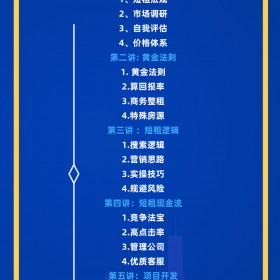 1、短租法规
2、市场调研
3、自我评估
4、价格体系
第二讲: 黄金法则
1. 黄金法则
2.算回报率
3.商务整租
4.特殊房源
第三讲 : 短租逻辑
1.搜索逻辑
2.营销思路
3.实操技巧
4.规避风险
第四讲: 短租现金流
1.竞争法宝
2.高点击率
3.管理公司
4.优质客服
第五讲: 项目开发